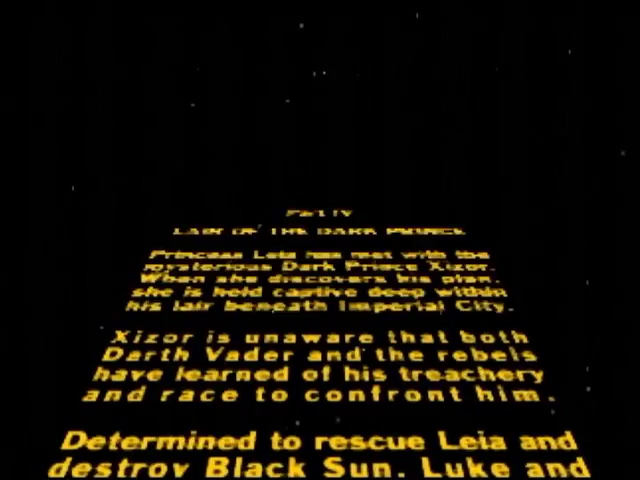 Part IV
LAIR OF THE DARK PRINCE
Princess Leia has met with the
mysterious Dark Prince Xizor.
When she discovers his plan,
she is held captive deep within
his lair beneath Imperial City.
Xizor is unaware that both
Darth Vader and the rebels
have learned of his treachery
and race to confront him.
Determined to rescue Leia and
destroy Black Sun, Luke and